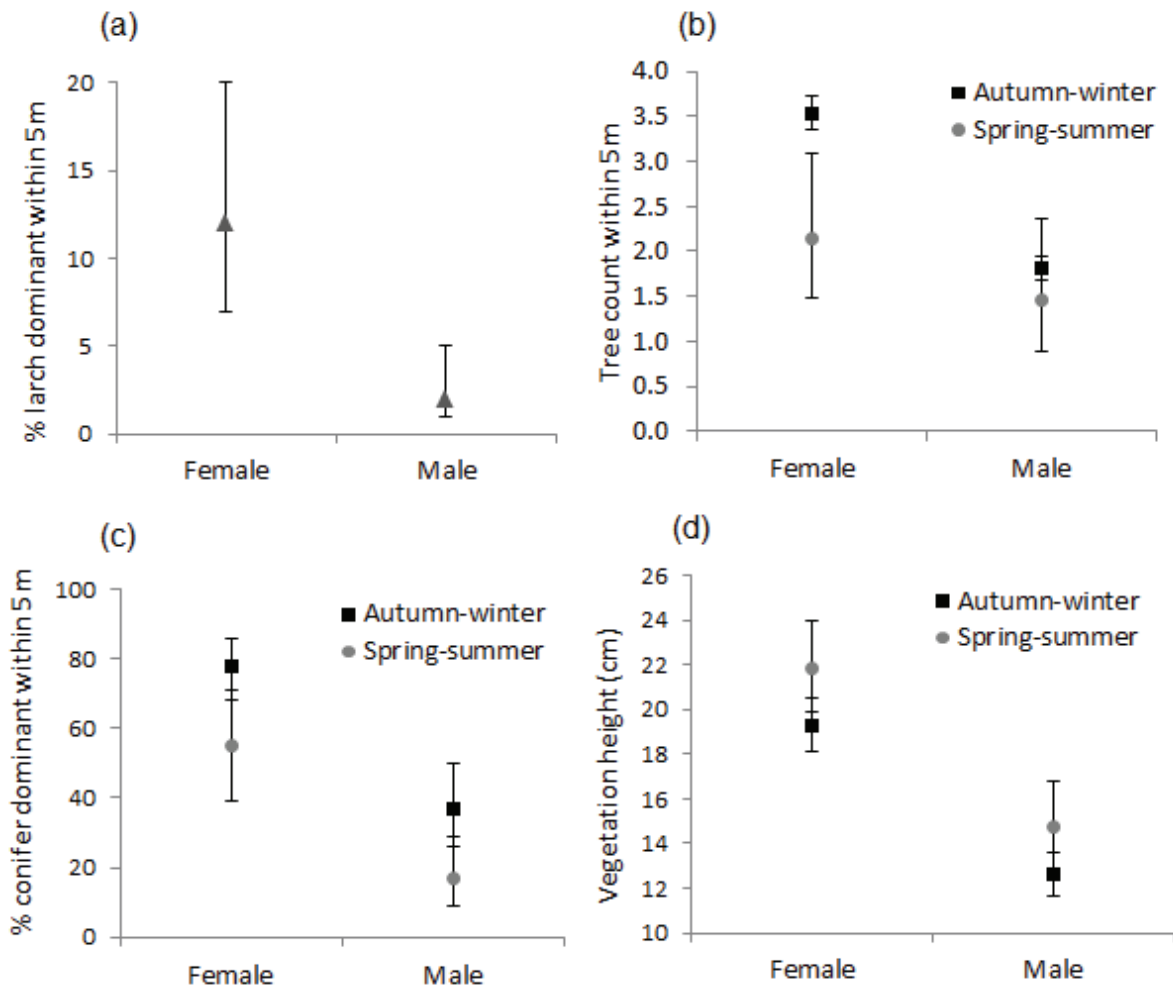 (a)
% larch dominant within 5m
20
15
10
5
0
Female Male
(b)
Tree count within 5m
4.0
3.5
3.0
2.5
2.0
1.5
1.0
0.5
0.0
Autumn-winter
Spring-summer
Female Male
(c)
% conifer dominant within 5m
100
80
60
40
20
0
Autumn-winter
Spring-summer
Female Male
(d)
Vegetation height (cm)
26
24
22
20
18
16
14
12
10
Autumn-winter
Spring-summer
Female Male